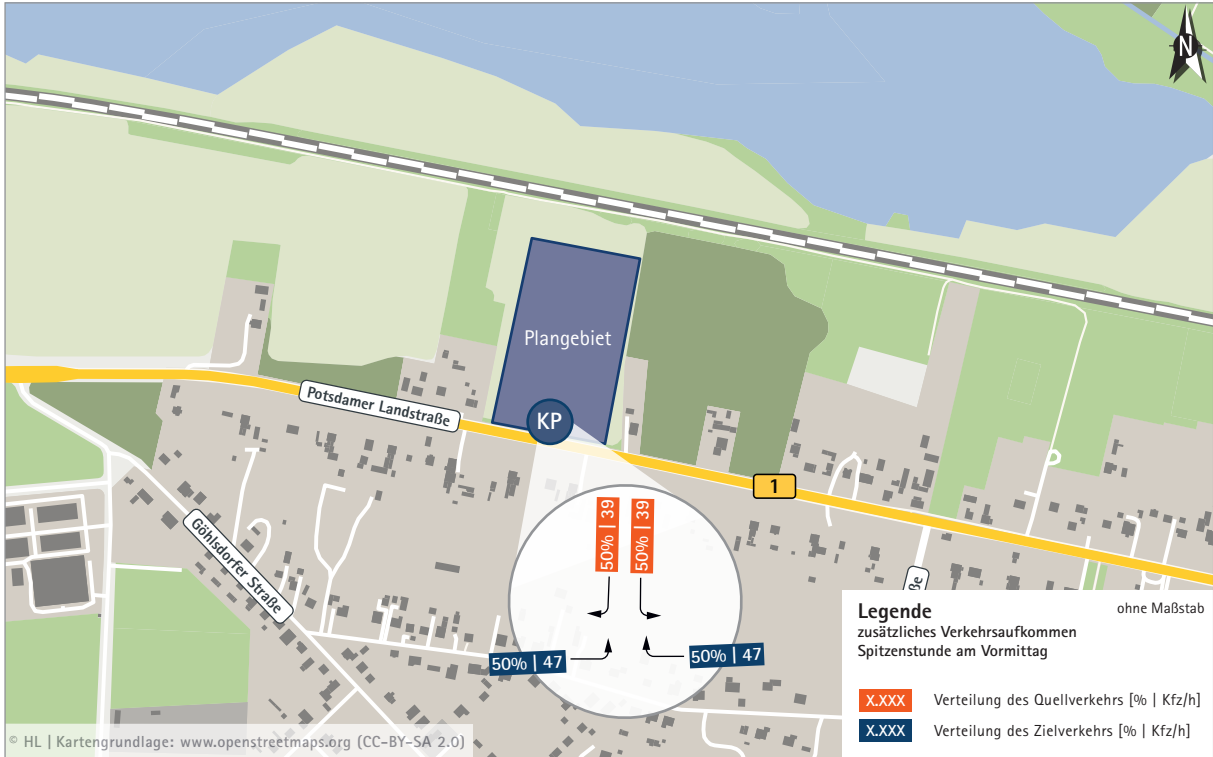 N
Plangebiet
KP
Potsdamer Landstraße
1
Göhlsdorfer Straße
50% | 39
50% | 39
50% | 47
50% | 47
ße
Legende
ohne Maßstab
zusätzliches Verkehrsaufkommen
Spitzenstunde am Vormittag
X.XXX Verteilung des Quellverkehrs [% | Kfz/h]
X.XXX Verteilung des Zielverkehrs [% | Kfz/h]
© HL | Kartengrundlage: www.openstreetmaps.org (CC-BY-SA 2.0)